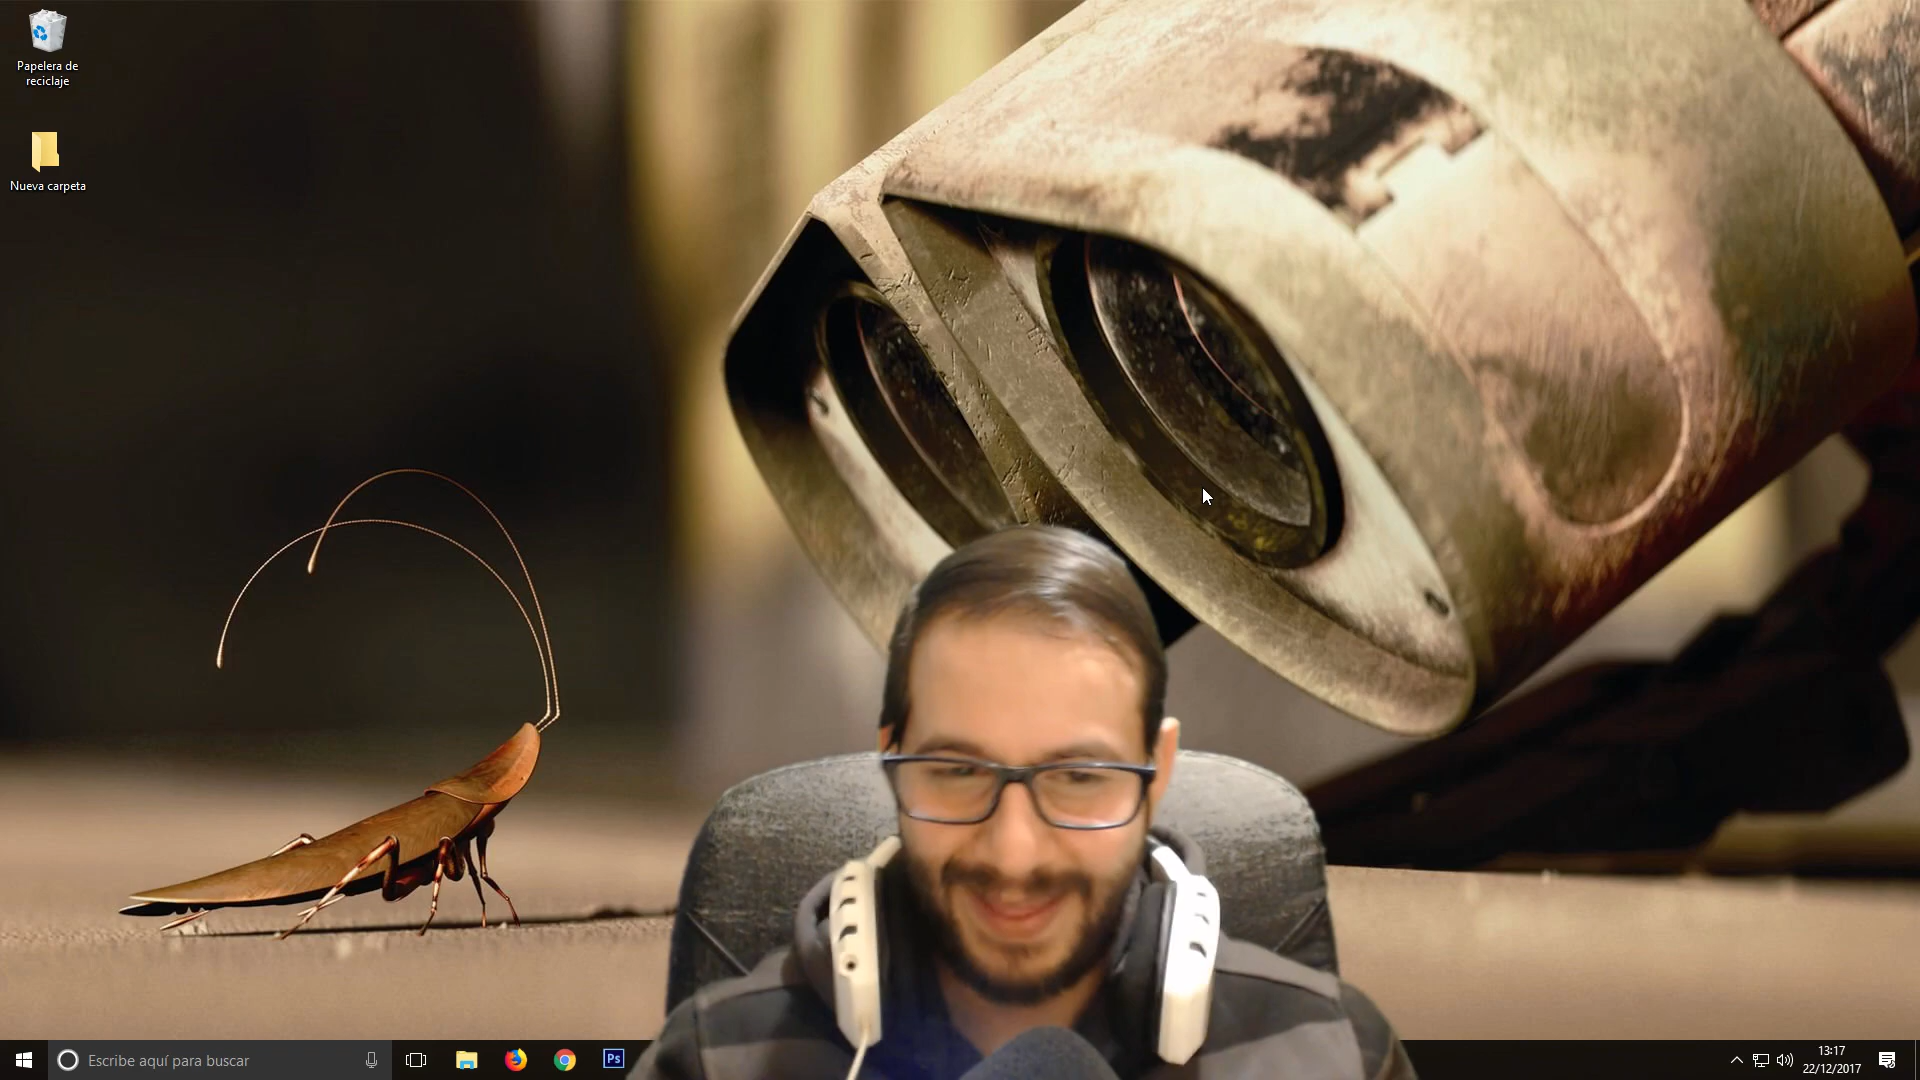 Papelera de
reciclaje
Nueva carpeta
Escribe aquí para buscar
Ps
13:17
22/12/2017